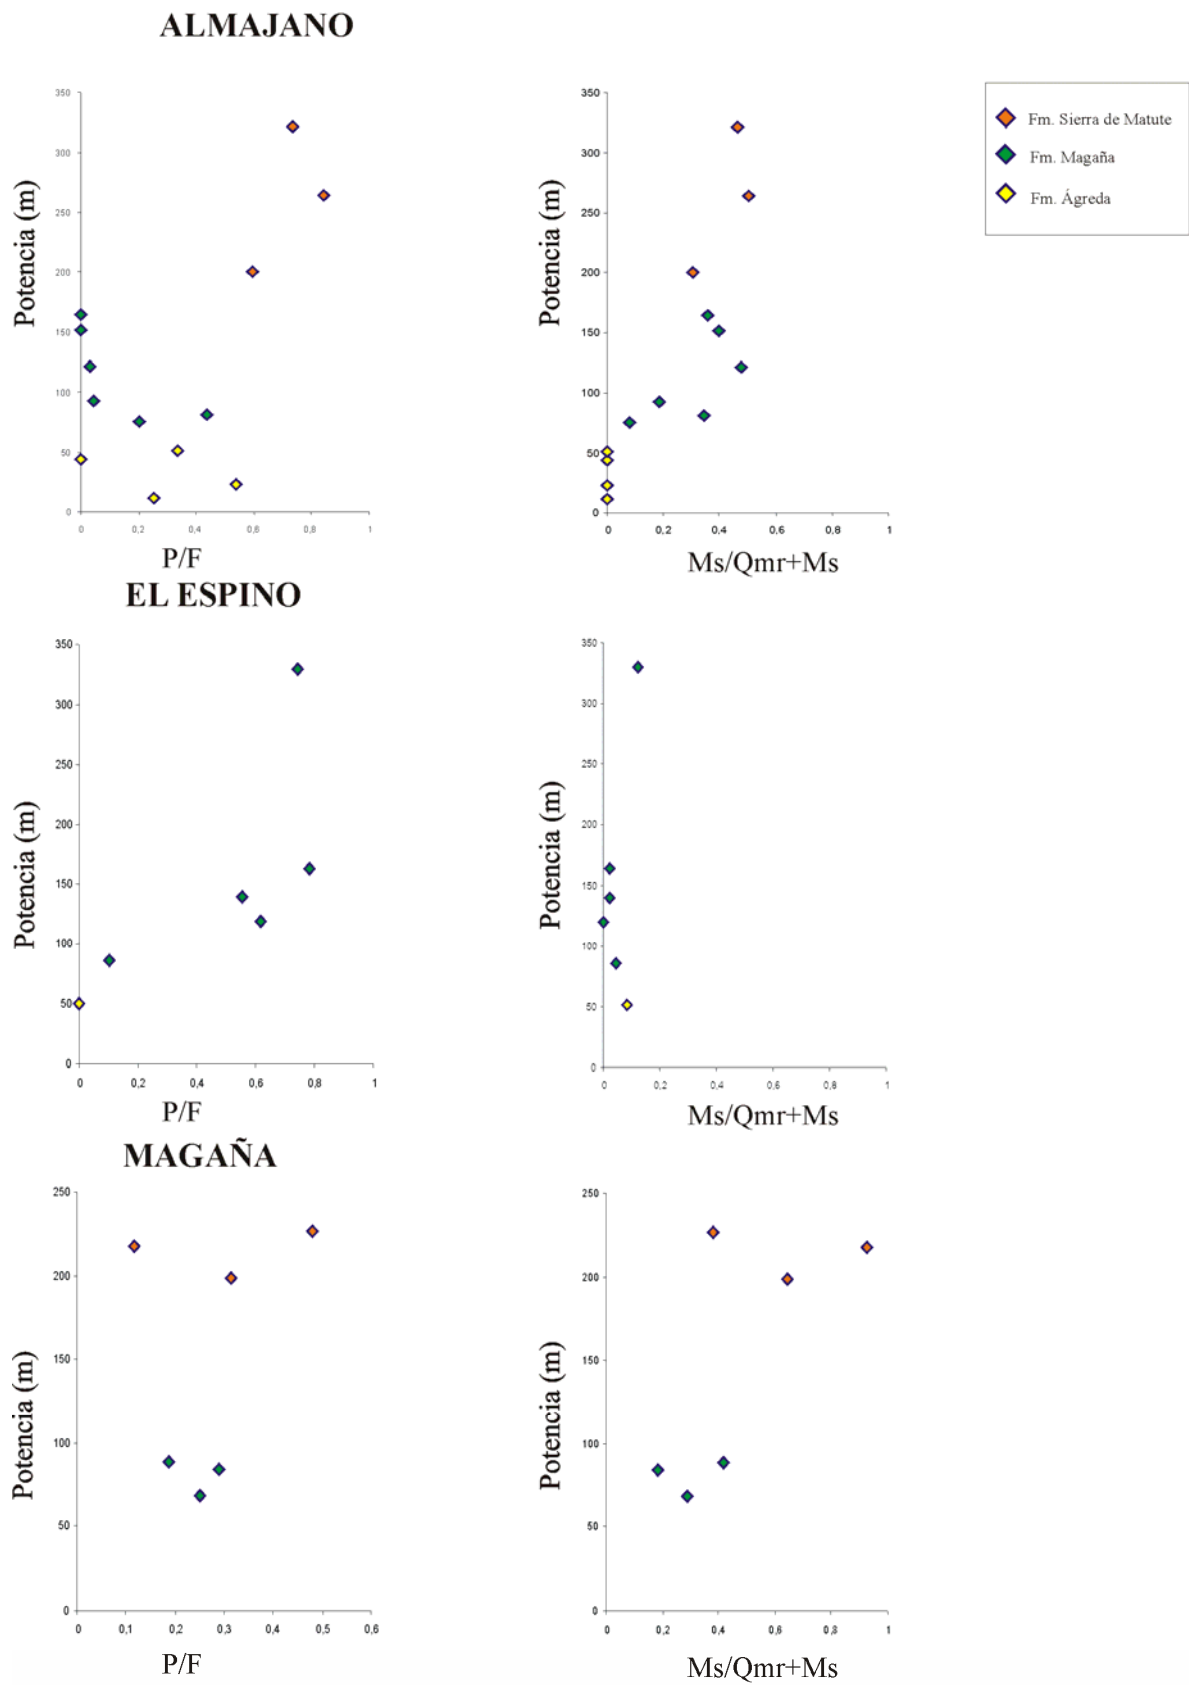 ALMAJANO
350
300
250
200
150
100
50
0
Potencia (m)
0 0,2 0,4 0,6 0,8 1
P/F
350
300
250
200
150
100
50
0
Potencia (m)
0 0,2 0,4 0,6 0,8 1
Ms/Qmr+Ms
Fm. Sierra de Matute
Fm. Magaña
Fm. Ágreda
EL ESPINO
350
300
250
200
150
100
50
0
Potencia (m)
0 0,2 0,4 0,6 0,8 1
P/F
350
300
250
200
150
100
50
0
Potencia (m)
0 0,2 0,4 0,6 0,8 1
Ms/Qmr+Ms
MAGAÑA
250
200
150
100
50
0
Potencia (m)
0 0,1 0,2 0,3 0,4 0,5 0,6
P/F
250
200
150
100
50
0
Potencia (m)
0 0,2 0,4 0,6 0,8 1
Ms/Qmr+Ms